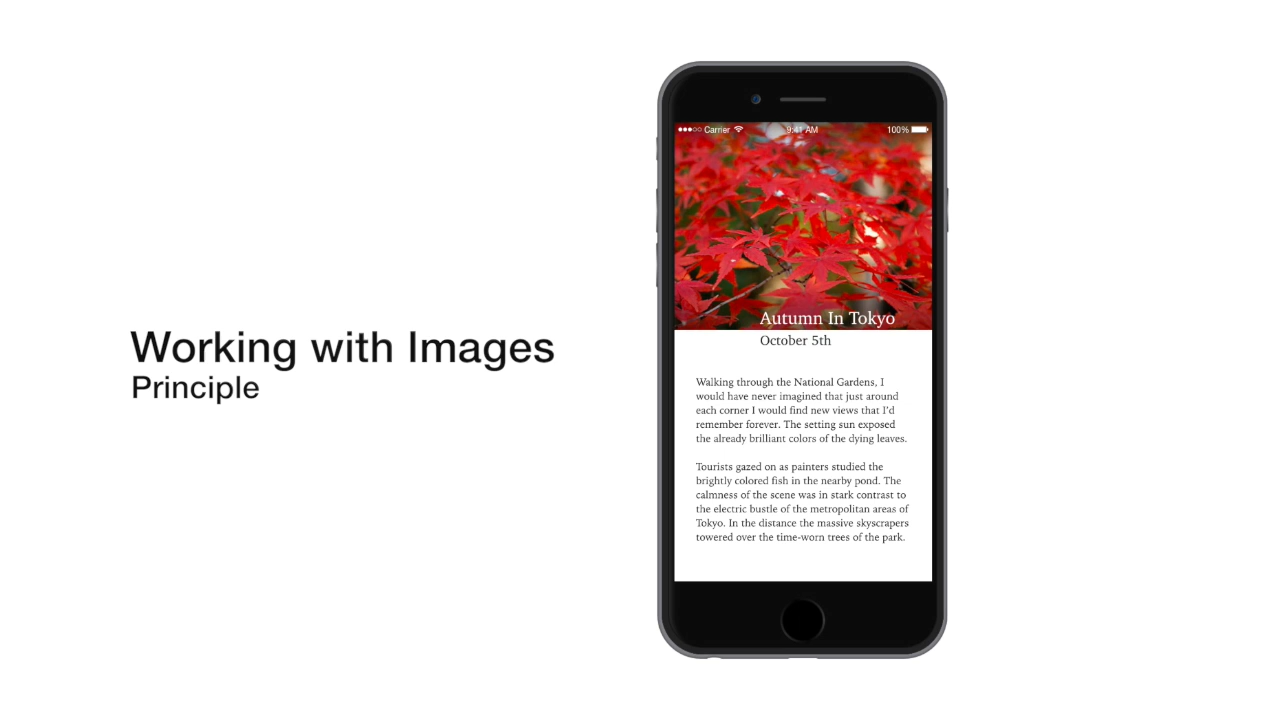 Working with Images
Principle
Carrier 9:41 AM 100%
Autumn In Tokyo
October 5th
Walking through the National Gardens, I
would have never imagined that just around
each corner I would find new views that I'd
remember forever. The setting sun exposed
the already brilliant colors of the dying leaves.
Tourists gazed on as painters studied the
brightly colored fish in the nearby pond. The
calmness of the scene was in stark contrast to
the electric bustle of the metropolitan areas of
Tokyo. In the distance the massive skyscrapers
towered over the time-worn trees of the park.